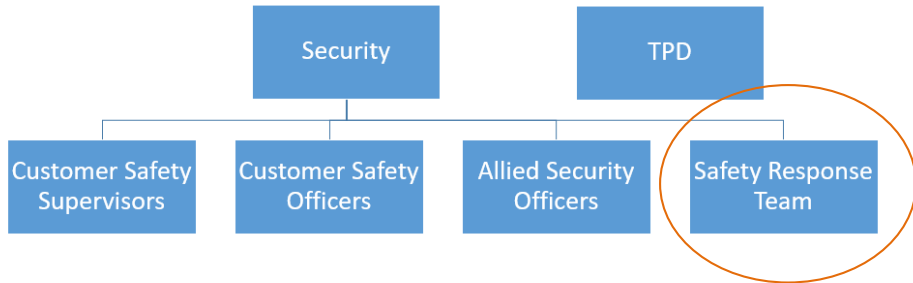 Security
TPD
Customer Safety
Supervisors
Customer Safety
Officers
Allied Security
Officers
Safety Response
Team